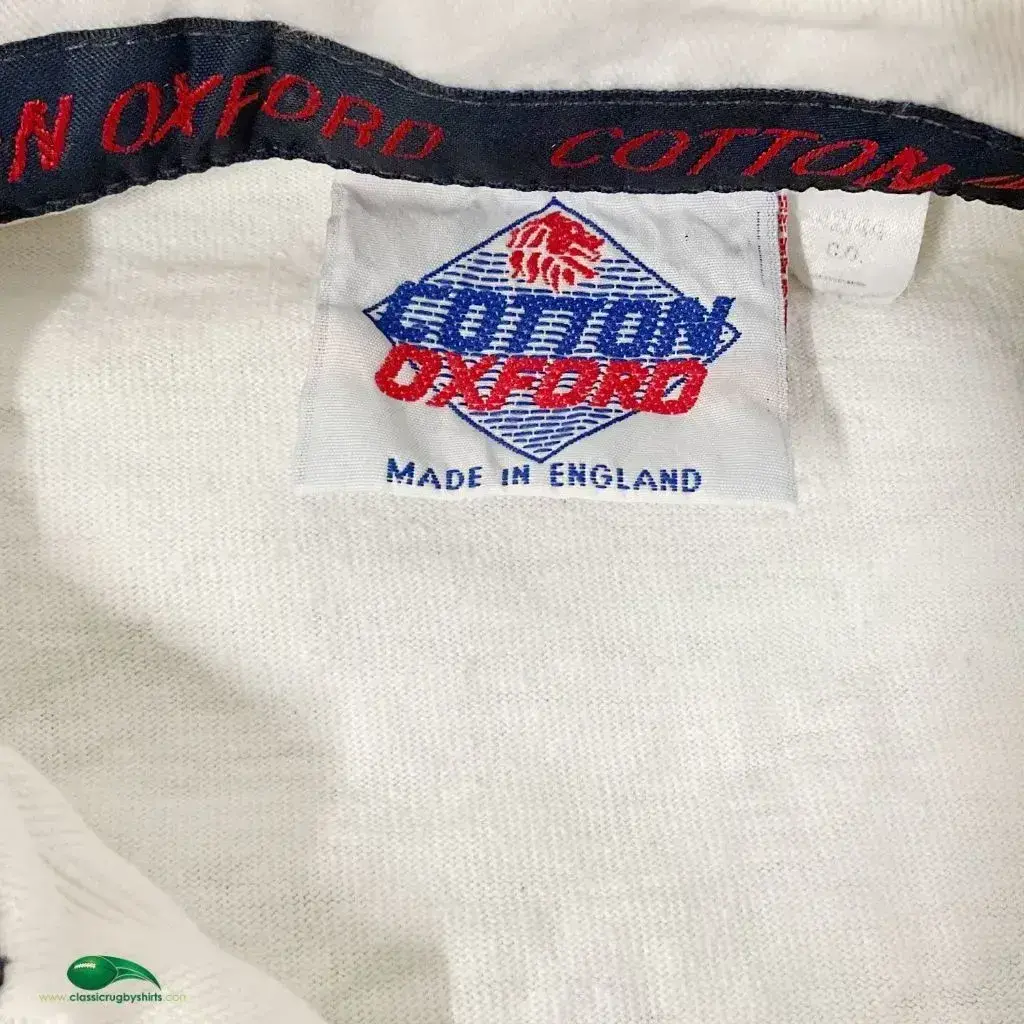 N OXFORD COTTON
COTTON
OXFORD
MADE IN ENGLAND
www.classicrugbyshirts.com